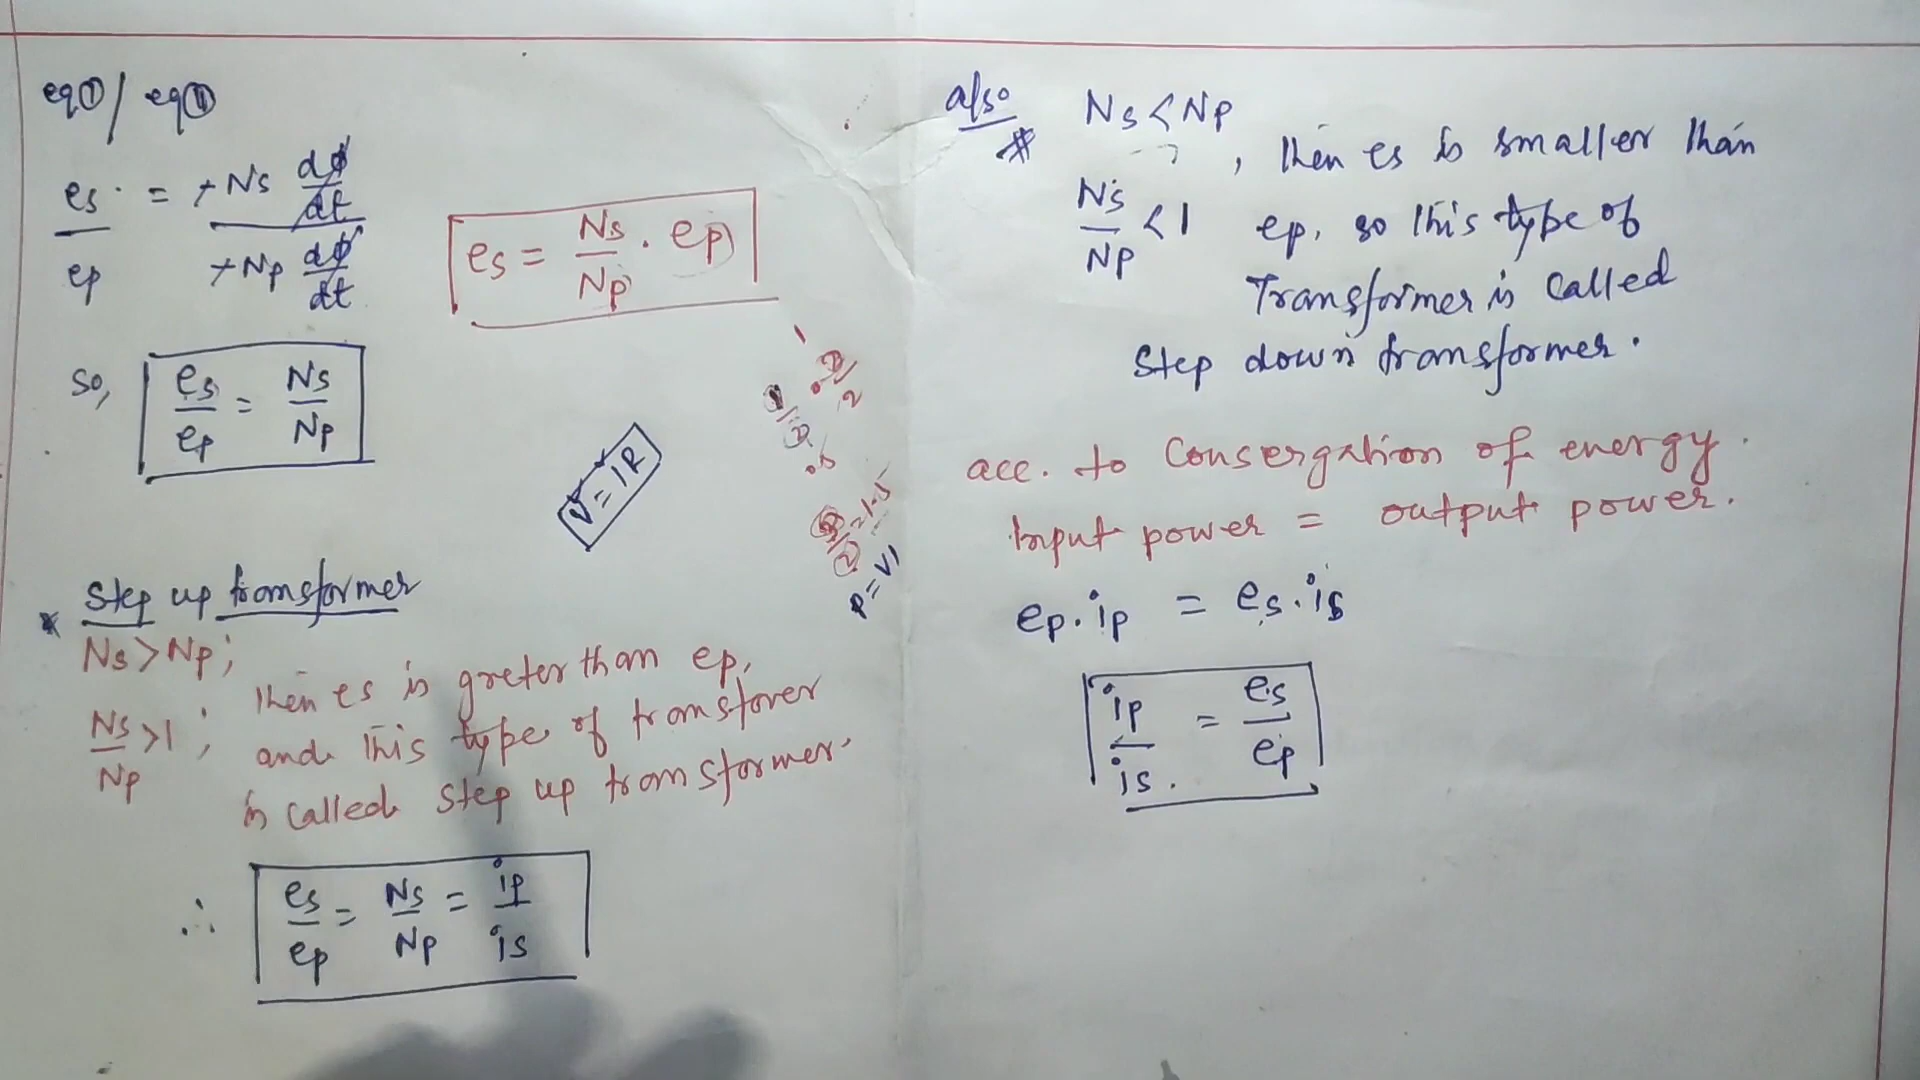 eq① / eq⑪
es = +Ns dφ/dt
ep +Np dφ/dt
es = Ns/Np . ep
so, es/ep = Ns/Np
V = IR
P = VI
* Step up transformer
Ns > Np ;
Ns/Np > 1 ; then es is greter than ep,
and this type of transfover
is called step up transformer.
∴ es/ep = Ns/Np = ip/is
also
# Ns < Np
Ns/Np < 1 , then es is smaller than
ep, so this type of
Transformer is called
Step down transformer.
acc. to Consergation of energy.
Input power = output power.
ep. ip = es. is
ip/is. = es/ep